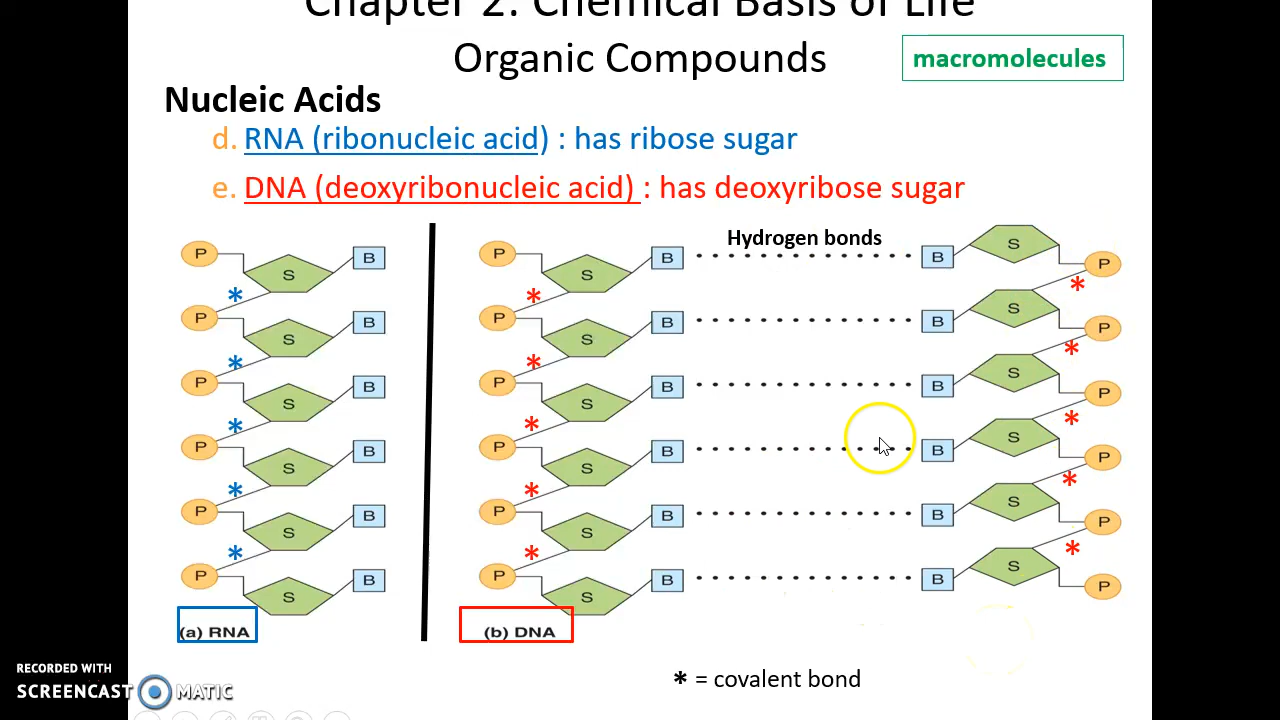 Chapter 2: Chemical Basis of Life
Organic Compounds
macromolecules
Nucleic Acids
d. RNA (ribonucleic acid) : has ribose sugar
e. DNA (deoxyribonucleic acid) : has deoxyribose sugar
Hydrogen bonds
P S B P S B B S P
* * *
P S B P S B B S P
* * *
P S B P S B B S P
* * *
P S B P S B B S P
* * *
P S B P S B B S P
* * *
P S B P S B B S P
(a) RNA
(b) DNA
* = covalent bond
RECORDED WITH
SCREENCAST MATIC